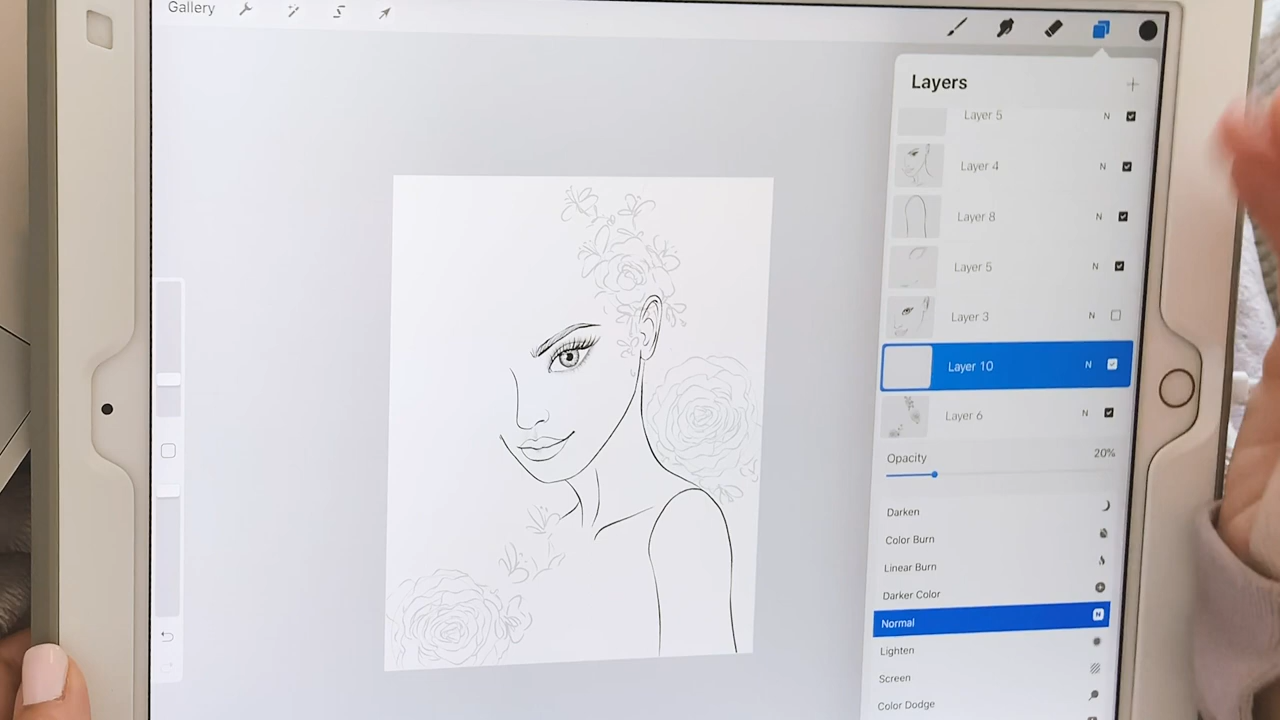 Gallery
Layers
Layer 5 N
Layer 4 N
Layer 8 N
Layer 5 N
Layer 3 N
Layer 10 N
Layer 6 N
Opacity 20%
Darken
Color Burn
Linear Burn
Darker Color
Normal N
Lighten
Screen
Color Dodge